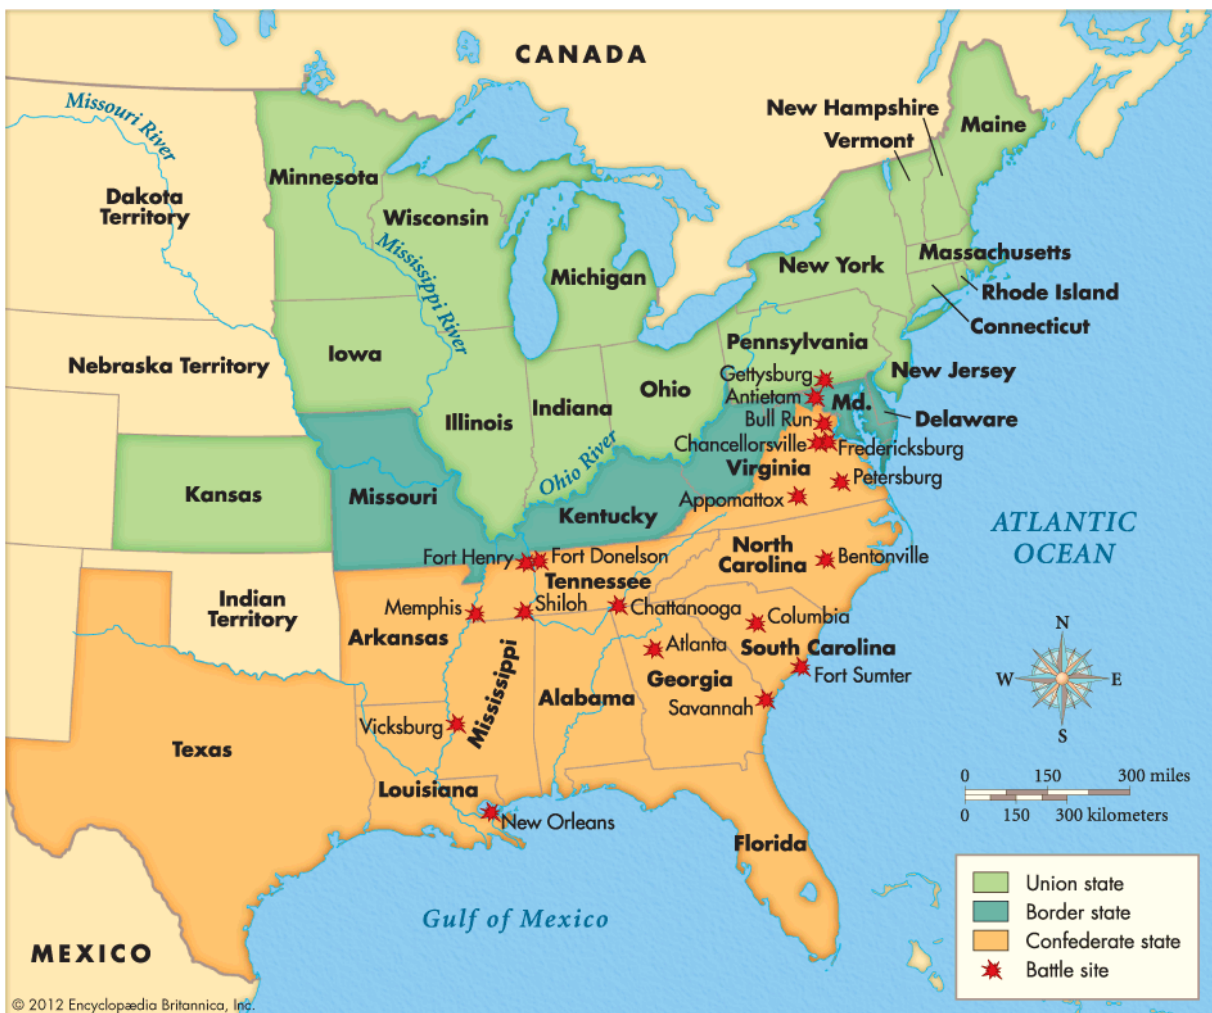 CANADA
Missouri River
New Hampshire
Vermont
Maine
Minnesota
Dakota
Territory
Wisconsin
Mississippi River
Michigan
New York
Massachusetts
Rhode Island
Connecticut
Iowa
Pennsylvania
Nebraska Territory
Gettysburg
New Jersey
Ohio
Antietam
Md.
Indiana
Illinois
Bull Run
Delaware
Chancellorsville
Fredericksburg
Ohio River
Virginia
Petersburg
Kansas
Missouri
Appomattox
Kentucky
ATLANTIC
OCEAN
Fort Henry
Fort Donelson
North
Carolina
Bentonville
Tennessee
Indian
Territory
Memphis
Shiloh
Chattanooga
Columbia
Arkansas
Atlanta
South Carolina
Mississippi
Georgia
Fort Sumter
Alabama
Savannah
N
W
E
S
Vicksburg
Texas
Louisiana
New Orleans
0 150 300 miles
0 150 300 kilometers
Florida
Gulf of Mexico
Union state
Border state
Confederate state
Battle site
MEXICO
© 2012 Encyclopædia Britannica, Inc.